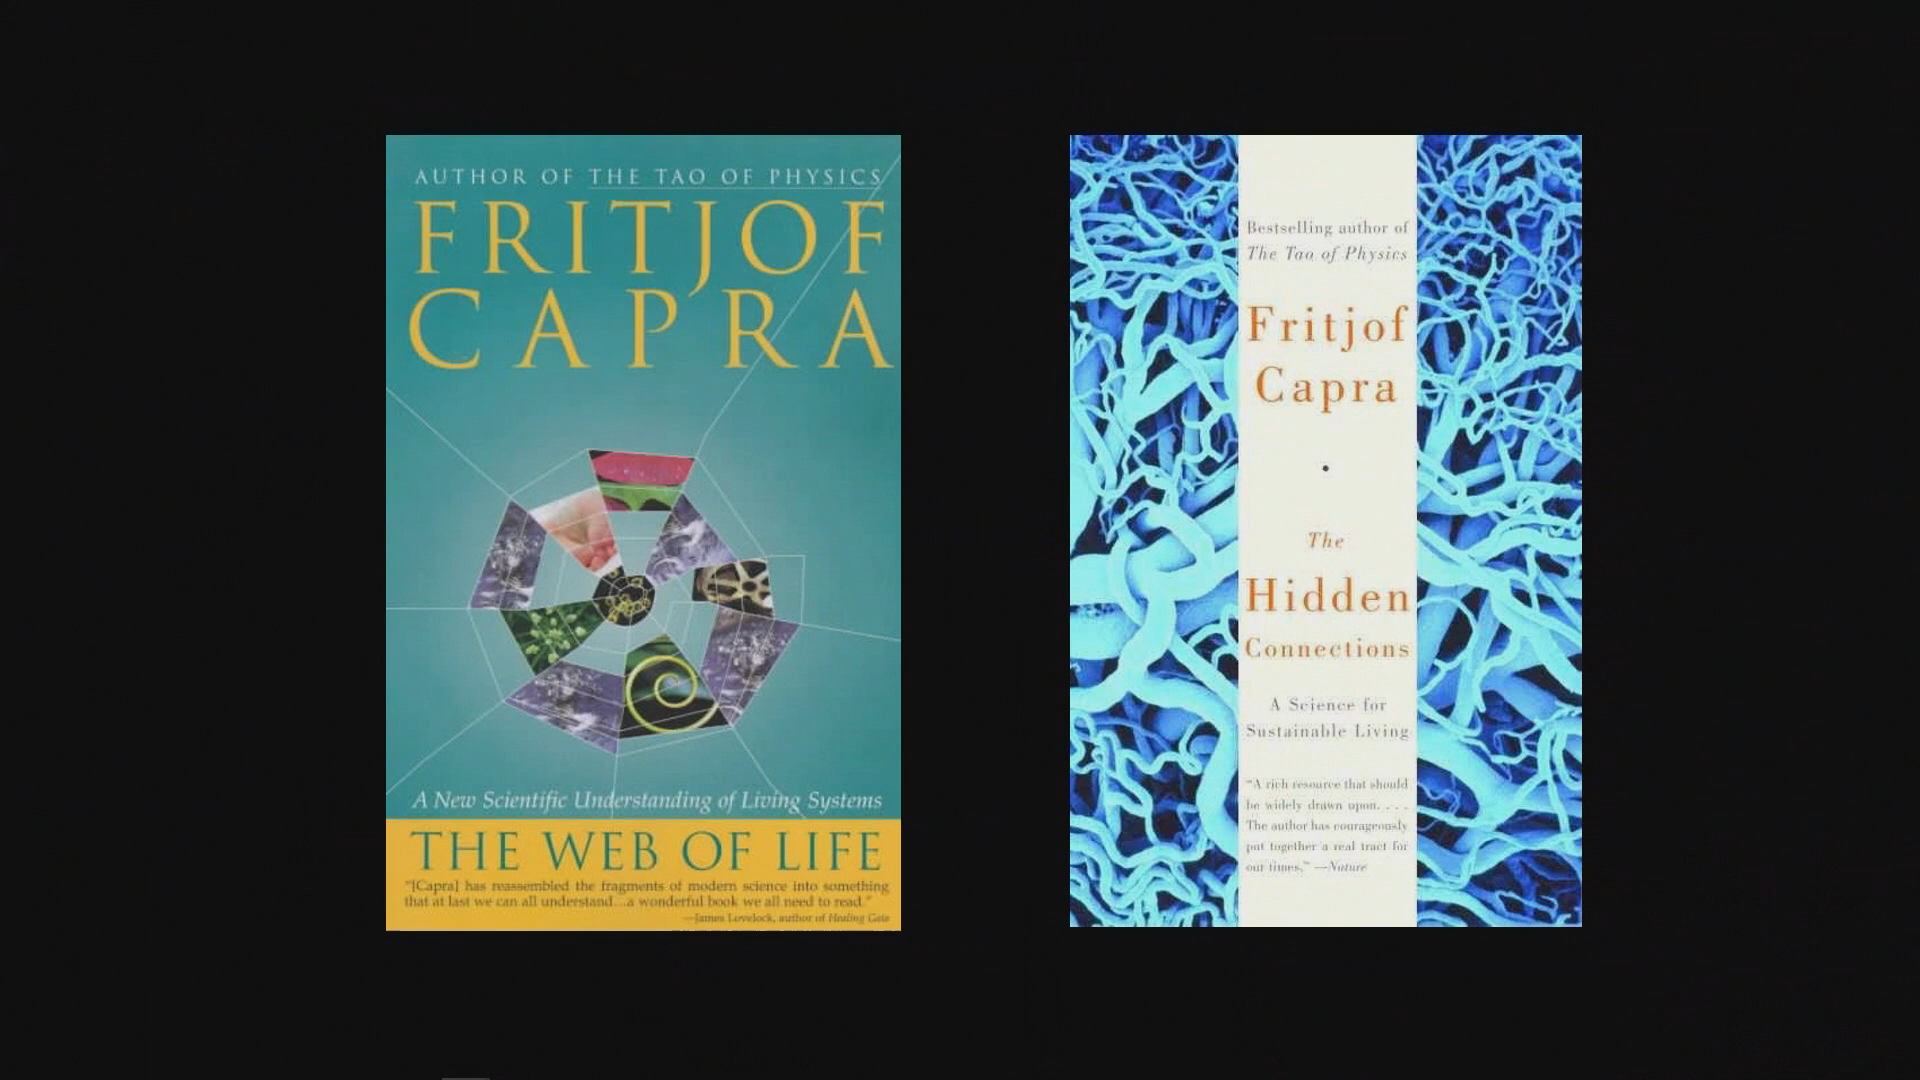 AUTHOR OF THE TAO OF PHYSICS
FRITJOF
CAPRA
A New Scientific Understanding of Living Systems
THE WEB OF LIFE
"[Capra] has reassembled the fragments of modern science into something
that at last we can all understand...a wonderful book we all need to read."
—James Lovelock, author of Healing Gaia
Bestselling author of
The Tao of Physics
Fritjof
Capra
The
Hidden
Connections
A Science for
Sustainable Living
"A rich resource that should
be widely drawn upon. . . .
The author has courageously
put together a real tract for
our times." —Nature